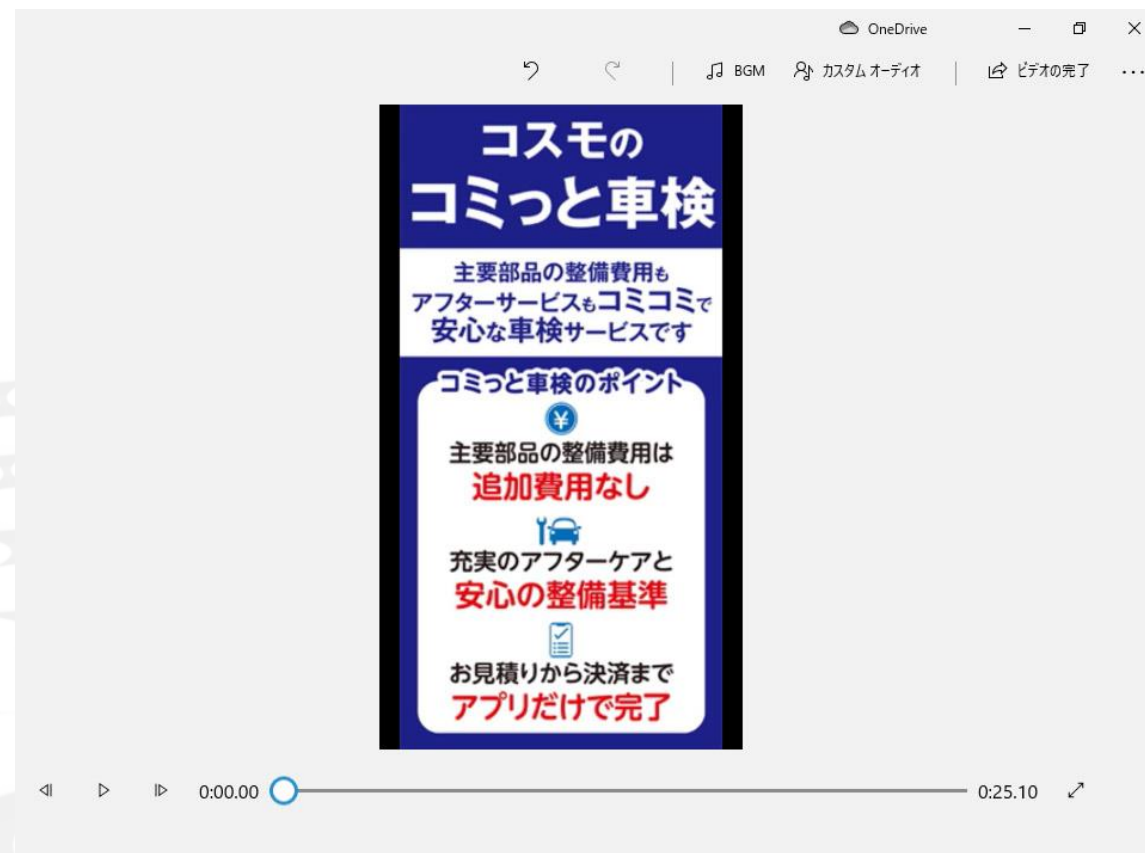 OneDrive
BGM カスタム オーディオ ビデオの完了
コスモの
コミっと車検
主要部品の整備費用も
アフターサービスもコミコミで
安心な車検サービスです
コミっと車検のポイント
¥
主要部品の整備費用は
追加費用なし
充実のアフターケアと
安心の整備基準
お見積りから決済まで
アプリだけで完了
0:00.00 0:25.10